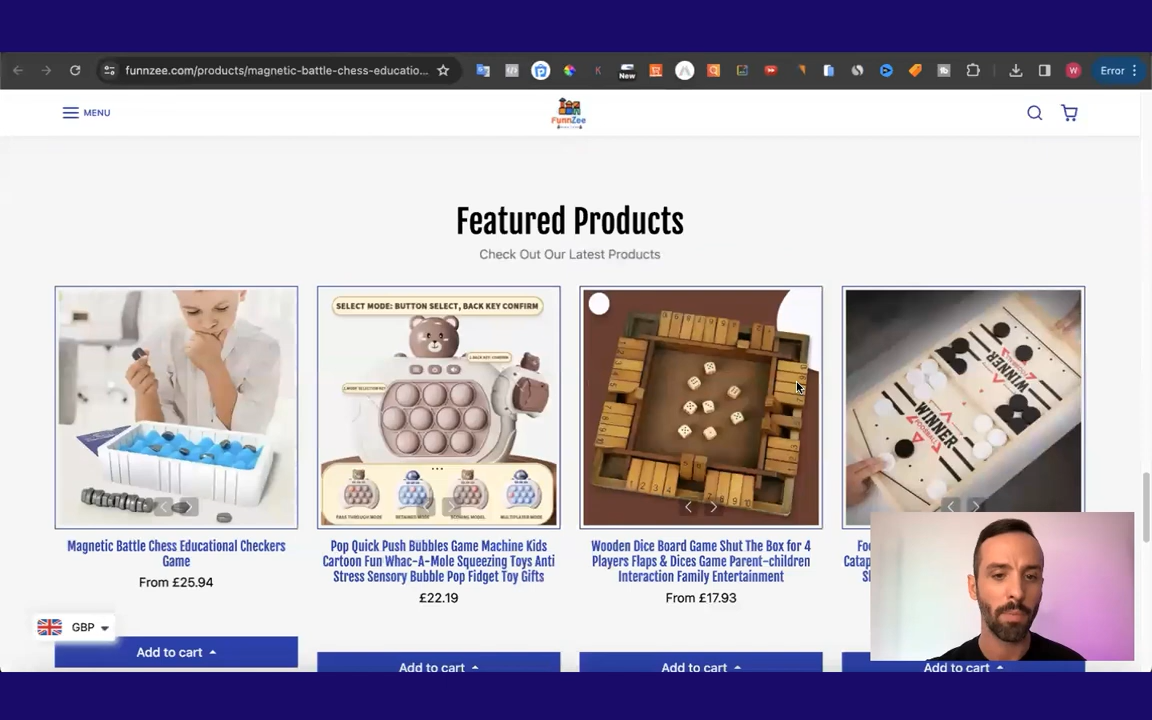 funnzee.com/products/magnetic-battle-chess-educatio...
New
Error
MENU
FunnZee
Featured Products
Check Out Our Latest Products
SELECT MODE: BUTTON SELECT, BACK KEY CONFIRM
WINNER
WINNER
Magnetic Battle Chess Educational Checkers
Game
From £25.94
Pop Quick Push Bubbles Game Machine Kids
Cartoon Fun Whac-A-Mole Squeezing Toys Anti
Stress Sensory Bubble Pop Fidget Toy Gifts
£22.19
Wooden Dice Board Game Shut The Box for 4
Players Flaps & Dices Game Parent-children
Interaction Family Entertainment
From £17.93
GBP
Add to cart
Add to cart
Add to cart
Add to cart